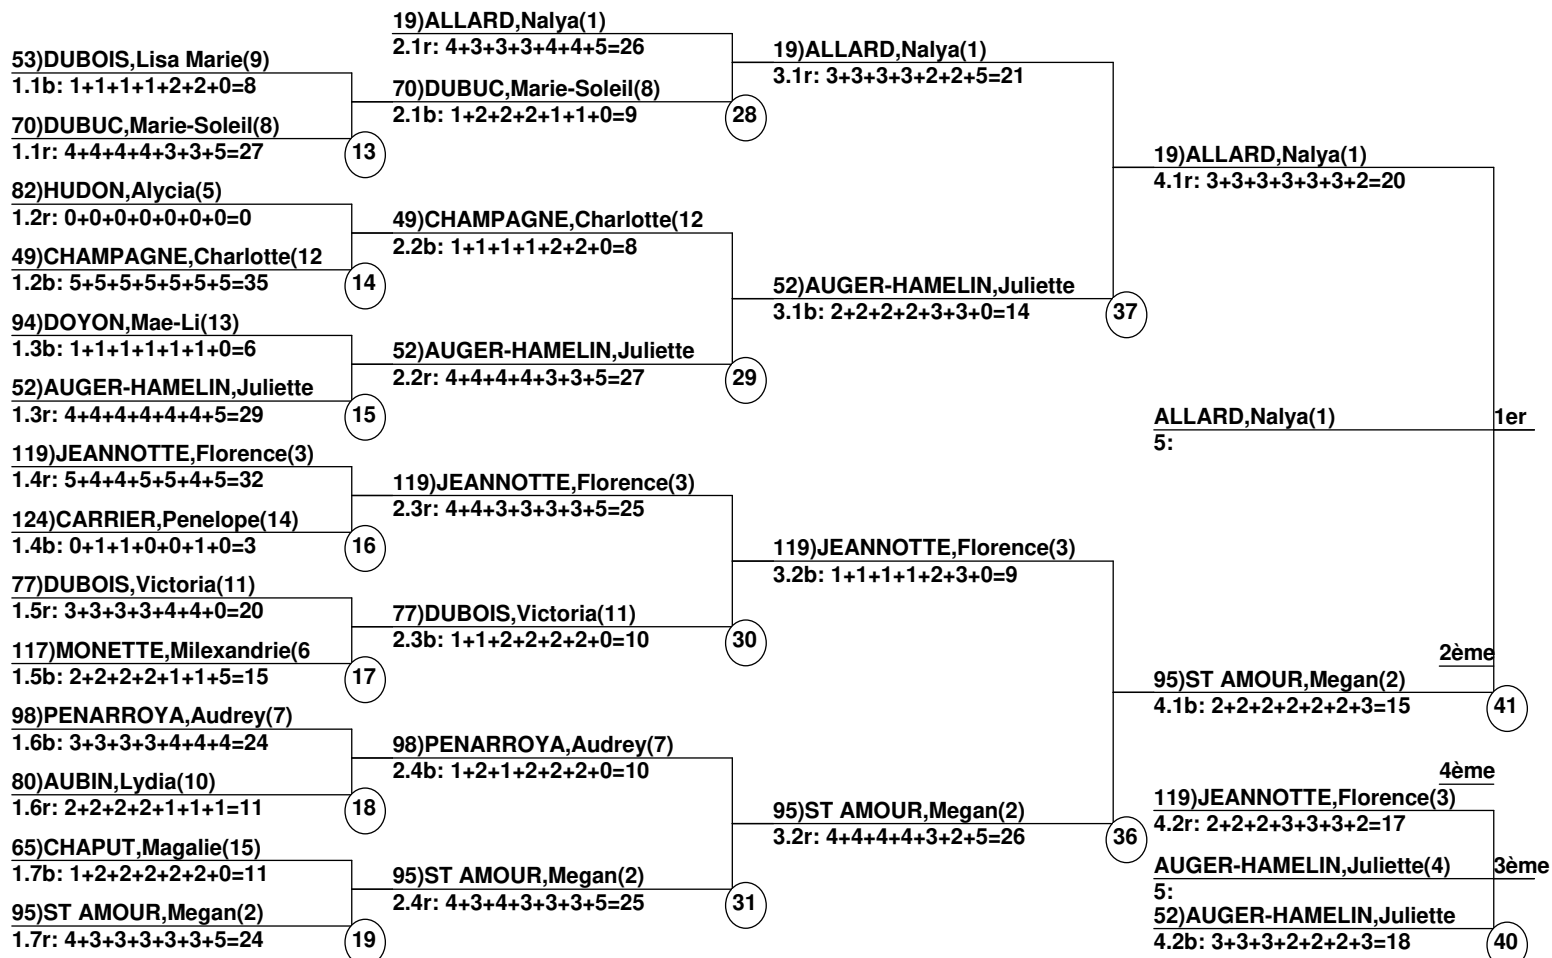 53)DUBOIS,Lisa Marie(9)
1.1b: 1+1+1+1+2+2+0=8
70)DUBUC,Marie-Soleil(8)
1.1r: 4+4+4+4+3+3+5=27
13
82)HUDON,Alycia(5)
1.2r: 0+0+0+0+0+0+0=0
49)CHAMPAGNE,Charlotte(12
1.2b: 5+5+5+5+5+5+5=35
14
94)DOYON,Mae-Li(13)
1.3b: 1+1+1+1+1+1+0=6
52)AUGER-HAMELIN,Juliette
1.3r: 4+4+4+4+4+4+5=29
15
119)JEANNOTTE,Florence(3)
1.4r: 5+4+4+5+5+4+5=32
124)CARRIER,Penelope(14)
1.4b: 0+1+1+0+0+1+0=3
16
77)DUBOIS,Victoria(11)
1.5r: 3+3+3+3+4+4+0=20
117)MONETTE,Milexandrie(6
1.5b: 2+2+2+2+1+1+5=15
17
98)PENARROYA,Audrey(7)
1.6b: 3+3+3+3+4+4+4=24
80)AUBIN,Lydia(10)
1.6r: 2+2+2+2+1+1+1=11
18
65)CHAPUT,Magalie(15)
1.7b: 1+2+2+2+2+2+0=11
95)ST AMOUR,Megan(2)
1.7r: 4+3+3+3+3+3+5=24
19
19)ALLARD,Nalya(1)
2.1r: 4+3+3+3+4+4+5=26
70)DUBUC,Marie-Soleil(8)
2.1b: 1+2+2+2+1+1+0=9
28
49)CHAMPAGNE,Charlotte(12
2.2b: 1+1+1+1+2+2+0=8
52)AUGER-HAMELIN,Juliette
2.2r: 4+4+4+4+3+3+5=27
29
119)JEANNOTTE,Florence(3)
2.3r: 4+4+3+3+3+3+5=25
77)DUBOIS,Victoria(11)
2.3b: 1+1+2+2+2+2+0=10
30
98)PENARROYA,Audrey(7)
2.4b: 1+2+1+2+2+2+0=10
95)ST AMOUR,Megan(2)
2.4r: 4+3+4+3+3+3+5=25
31
19)ALLARD,Nalya(1)
3.1r: 3+3+3+3+2+2+5=21
52)AUGER-HAMELIN,Juliette
3.1b: 2+2+2+2+3+3+0=14
37
119)JEANNOTTE,Florence(3)
3.2b: 1+1+1+1+2+3+0=9
95)ST AMOUR,Megan(2)
3.2r: 4+4+4+4+3+2+5=26
36
19)ALLARD,Nalya(1)
4.1r: 3+3+3+3+3+3+2=20
ALLARD,Nalya(1)
1er
5:
2ème
95)ST AMOUR,Megan(2)
4.1b: 2+2+2+2+2+2+3=15
41
4ème
119)JEANNOTTE,Florence(3)
4.2r: 2+2+2+3+3+3+2=17
AUGER-HAMELIN,Juliette(4)
3ème
5:
52)AUGER-HAMELIN,Juliette
4.2b: 3+3+3+2+2+2+3=18
40